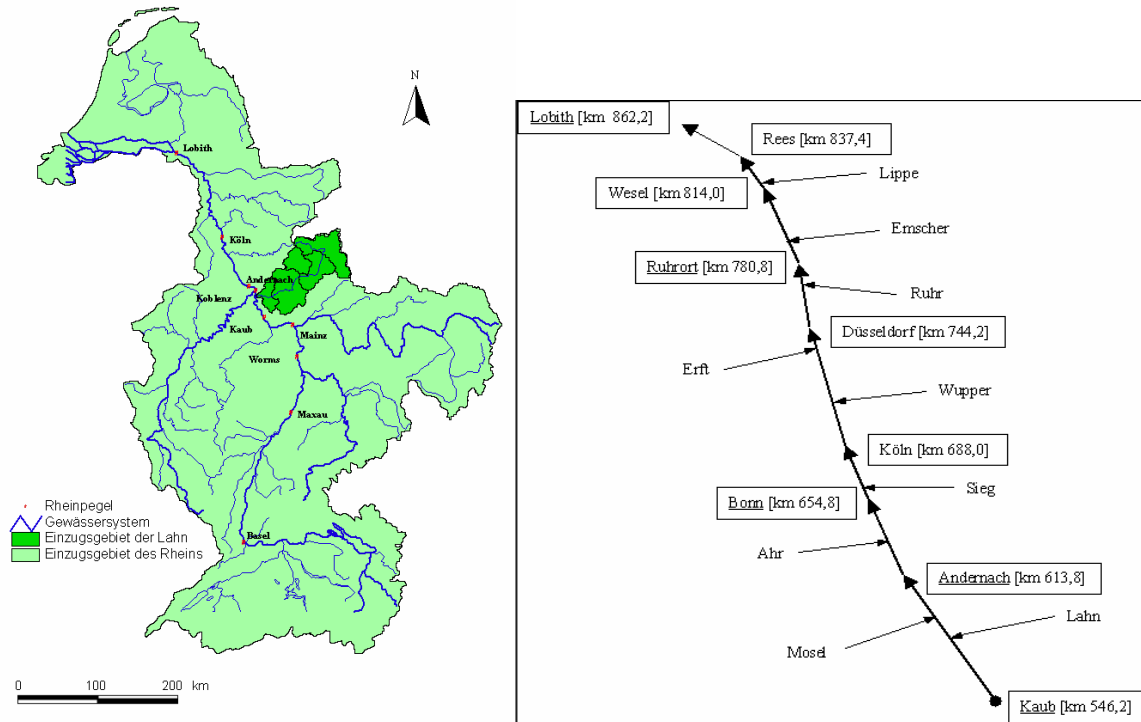 N
Lobith
Köln
Andernach
Koblenz
Kaub
Mainz
Worms
Maxau
Basel
Rheinpegel
Gewässersystem
Einzugsgebiet der Lahn
Einzugsgebiet des Rheins
0 100 200 km
Lobith [km 862,2]
Rees [km 837,4]
Lippe
Wesel [km 814,0]
Emscher
Ruhrort [km 780,8]
Ruhr
Düsseldorf [km 744,2]
Erft
Wupper
Köln [km 688,0]
Sieg
Bonn [km 654,8]
Ahr
Andernach [km 613,8]
Lahn
Mosel
Kaub [km 546,2]